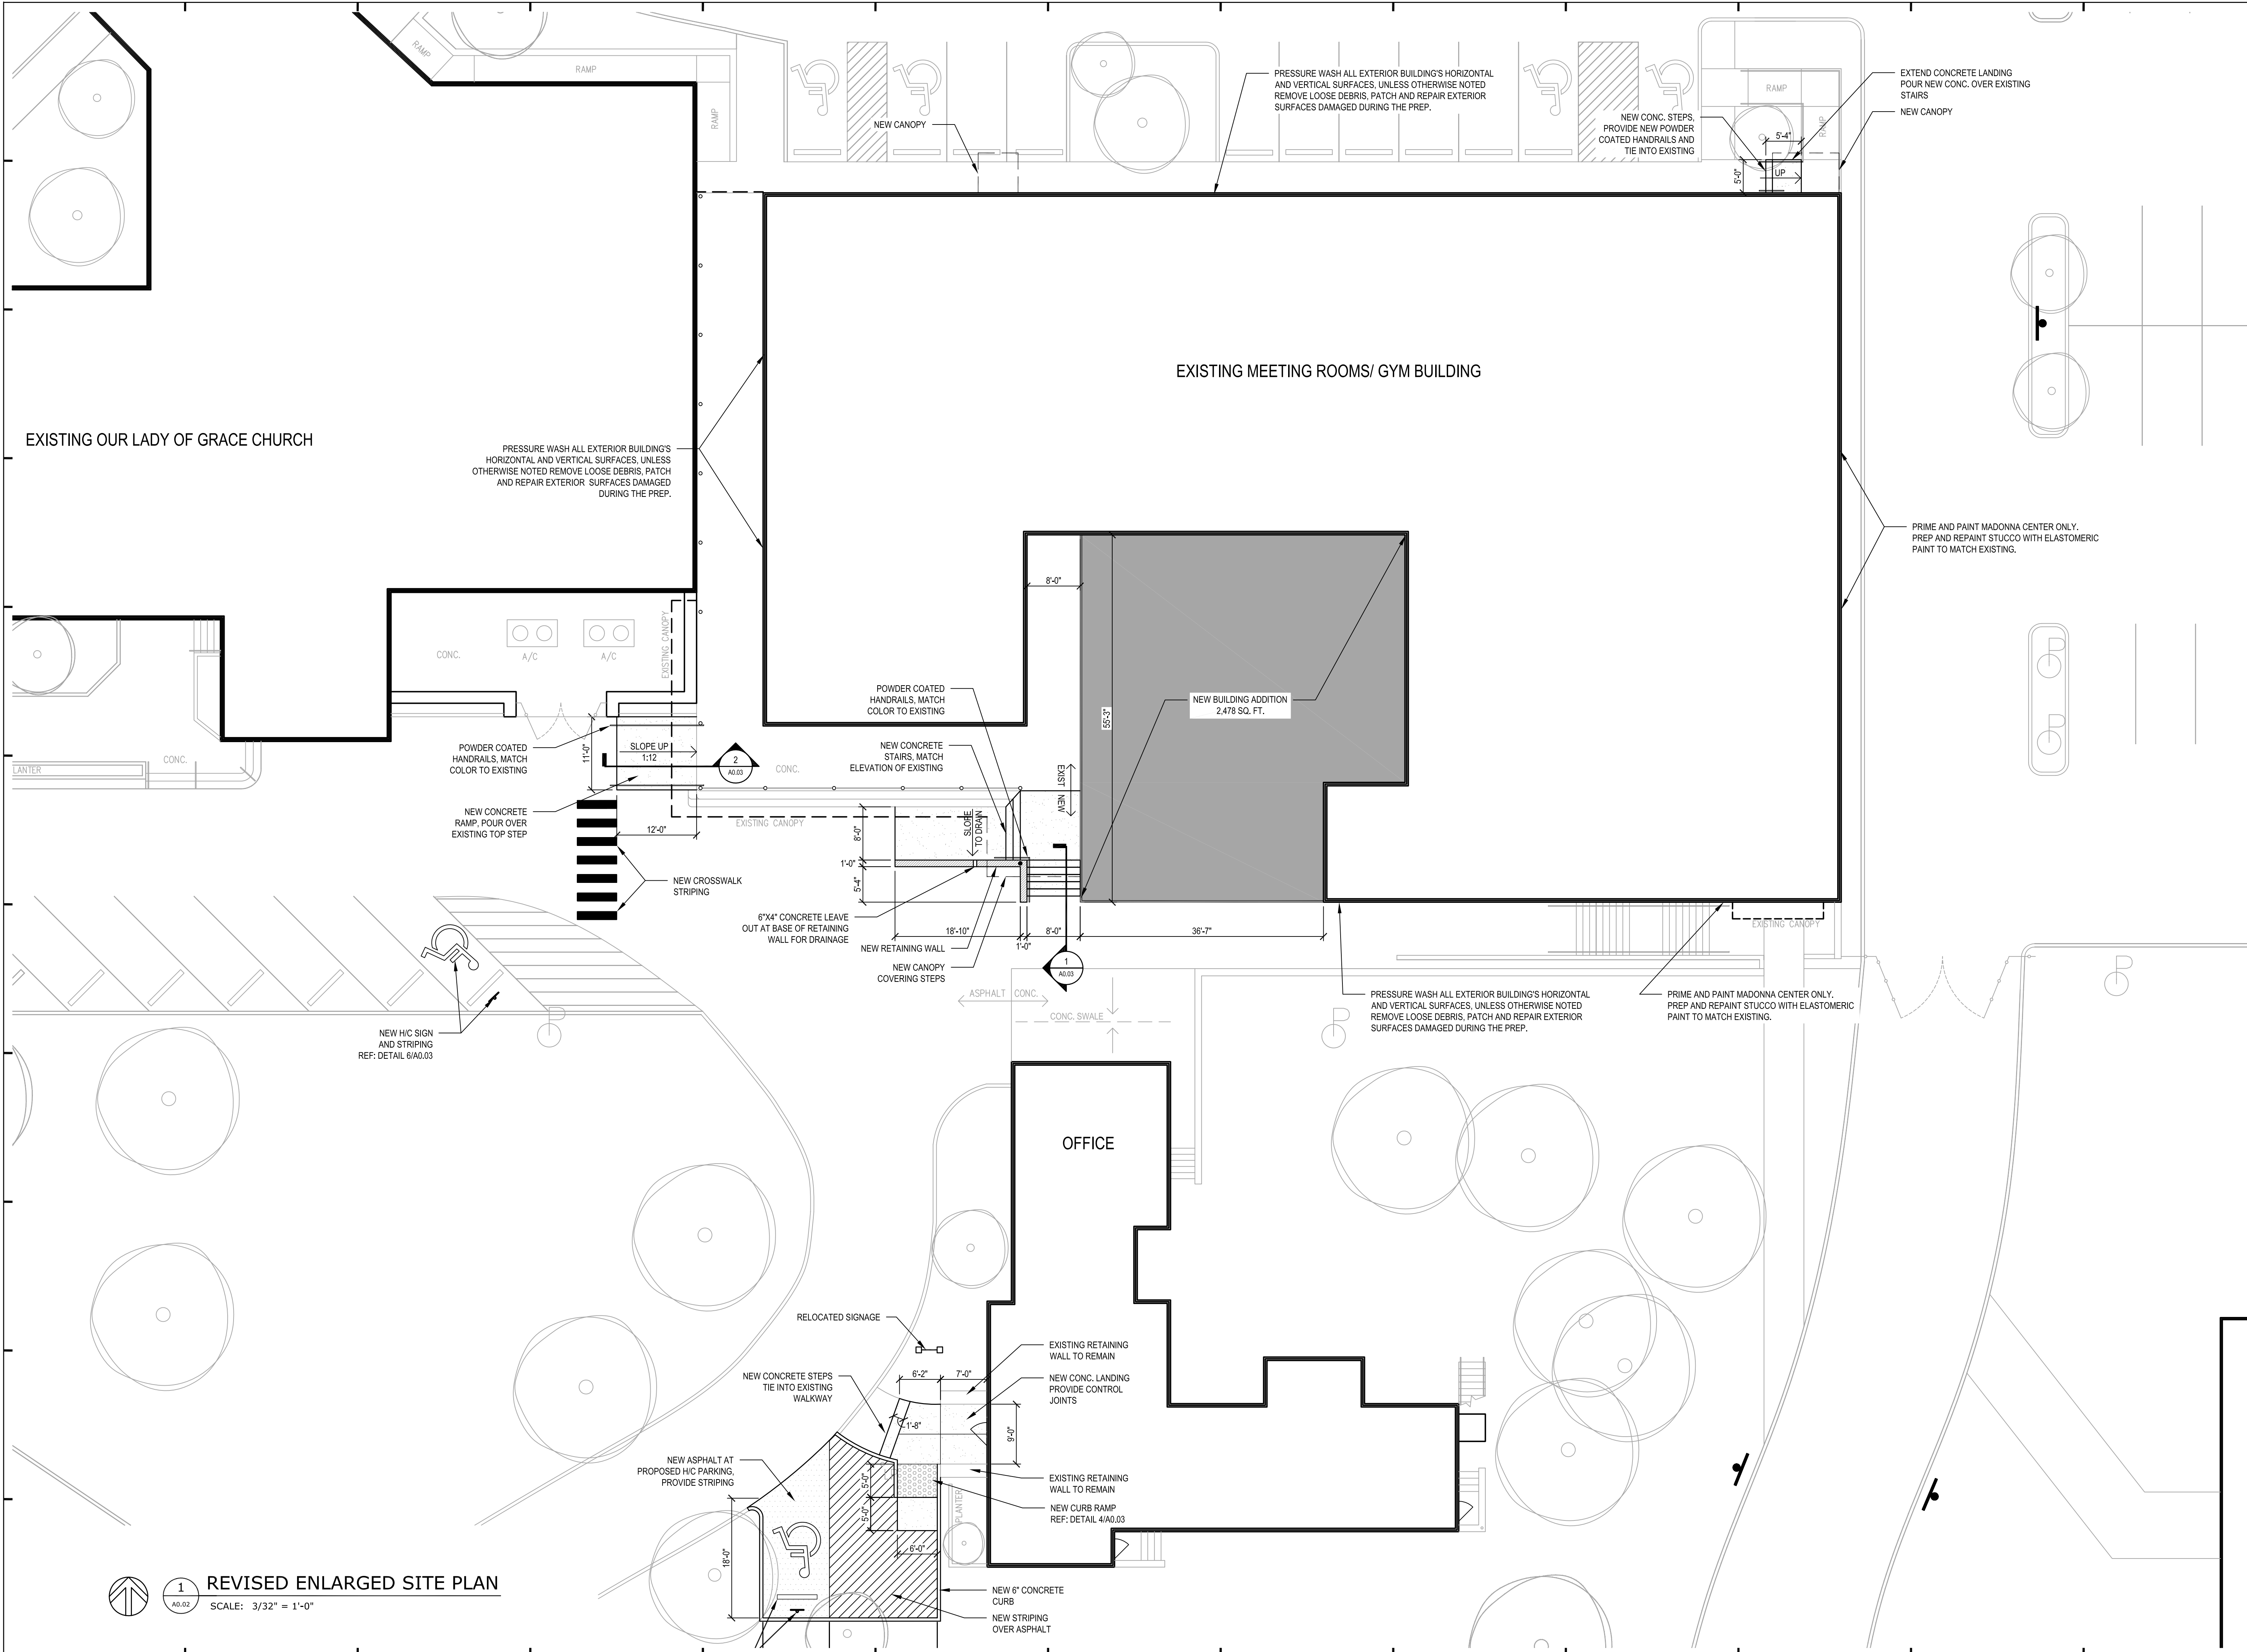 RAMP
RAMP
RAMP
NEW CANOPY
PRESSURE WASH ALL EXTERIOR BUILDING'S HORIZONTAL
AND VERTICAL SURFACES, UNLESS OTHERWISE NOTED
REMOVE LOOSE DEBRIS, PATCH AND REPAIR EXTERIOR
SURFACES DAMAGED DURING THE PREP.
NEW CONC. STEPS,
PROVIDE NEW POWDER
COATED HANDRAILS AND
TIE INTO EXISTING
RAMP
RAMP
5'-4"
5'-0"
UP
EXTEND CONCRETE LANDING
POUR NEW CONC. OVER EXISTING
STAIRS
NEW CANOPY
EXISTING MEETING ROOMS/ GYM BUILDING
EXISTING OUR LADY OF GRACE CHURCH
PRESSURE WASH ALL EXTERIOR BUILDING'S
HORIZONTAL AND VERTICAL SURFACES, UNLESS
OTHERWISE NOTED REMOVE LOOSE DEBRIS, PATCH
AND REPAIR EXTERIOR SURFACES DAMAGED
DURING THE PREP.
PRIME AND PAINT MADONNA CENTER ONLY.
PREP AND REPAINT STUCCO WITH ELASTOMERIC
PAINT TO MATCH EXISTING.
8'-0"
CONC.
A/C
A/C
EXISTING CANOPY
POWDER COATED
HANDRAILS, MATCH
COLOR TO EXISTING
NEW BUILDING ADDITION
2,478 SQ. FT.
55'-3"
POWDER COATED
HANDRAILS, MATCH
COLOR TO EXISTING
11'-0"
SLOPE UP
1:12
2
A0.03
CONC.
NEW CONCRETE
STAIRS, MATCH
ELEVATION OF EXISTING
EXIST
NEW
CONC.
LANTER
NEW CONCRETE
RAMP, POUR OVER
EXISTING TOP STEP
12'-0"
EXISTING CANOPY
8'-0"
SLOPE
TO DRAIN
1'-0"
5'-4"
NEW CROSSWALK
STRIPING
6"X4" CONCRETE LEAVE
OUT AT BASE OF RETAINING
WALL FOR DRAINAGE
18'-10"
1'-0"
8'-0"
36'-7"
NEW RETAINING WALL
NEW CANOPY
COVERING STEPS
1
A0.03
EXISTING CANOPY
ASPHALT
CONC.
CONC. SWALE
PRESSURE WASH ALL EXTERIOR BUILDING'S HORIZONTAL
AND VERTICAL SURFACES, UNLESS OTHERWISE NOTED
REMOVE LOOSE DEBRIS, PATCH AND REPAIR EXTERIOR
SURFACES DAMAGED DURING THE PREP.
PRIME AND PAINT MADONNA CENTER ONLY.
PREP AND REPAINT STUCCO WITH ELASTOMERIC
PAINT TO MATCH EXISTING.
NEW H/C SIGN
AND STRIPING
REF: DETAIL 6/A0.03
OFFICE
RELOCATED SIGNAGE
EXISTING RETAINING
WALL TO REMAIN
NEW CONCRETE STEPS
TIE INTO EXISTING
WALKWAY
6'-2"
7'-0"
NEW CONC. LANDING
PROVIDE CONTROL
JOINTS
1'-8"
9'-0"
NEW ASPHALT AT
PROPOSED H/C PARKING,
PROVIDE STRIPING
5'-0"
5'-0"
EXISTING RETAINING
WALL TO REMAIN
PLANTER
NEW CURB RAMP
REF: DETAIL 4/A0.03
18'-0"
6'-0"
NEW 6" CONCRETE
CURB
NEW STRIPING
OVER ASPHALT
1
A0.02
REVISED ENLARGED SITE PLAN
SCALE: 3/32" = 1'-0"